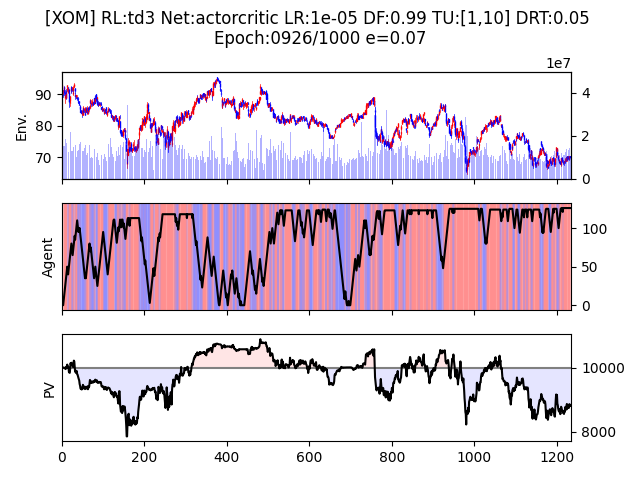 [XOM] RL:td3 Net:actorcritic LR:1e-05 DF:0.99 TU:[1,10] DRT:0.05
Epoch:0926/1000 e=0.07
1e7
90
80
70
Env.
4
2
0
Agent
100
50
0
PV
10000
8000
0 200 400 600 800 1000 1200